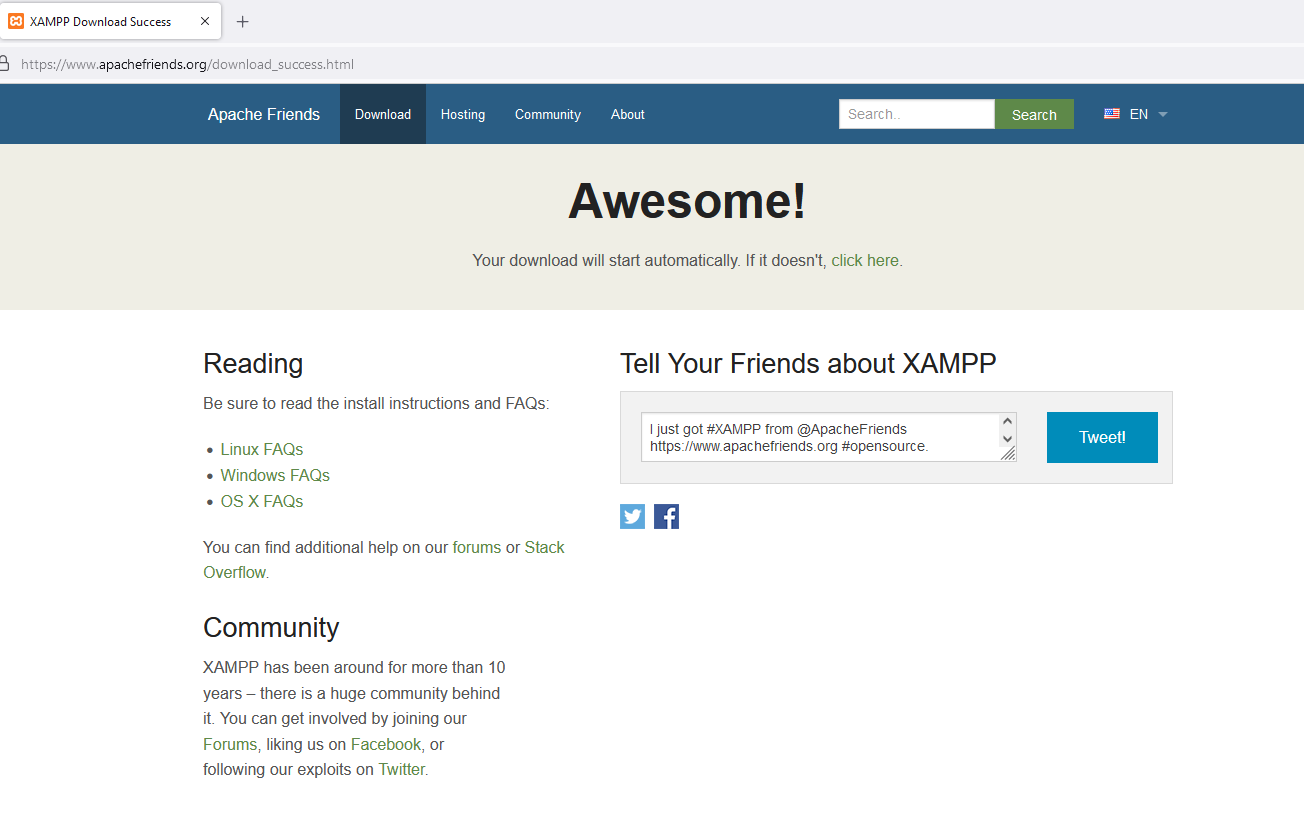 XAMPP Download Success
https://www.apachefriends.org/download_success.html
Apache Friends Download Hosting Community About Search.. Search EN
Awesome!
Your download will start automatically. If it doesn't, click here.
Reading
Be sure to read the install instructions and FAQs:
Linux FAQs
Windows FAQs
OS X FAQs
You can find additional help on our forums or Stack
Overflow.
Community
XAMPP has been around for more than 10
years – there is a huge community behind
it. You can get involved by joining our
Forums, liking us on Facebook, or
following our exploits on Twitter.
Tell Your Friends about XAMPP
I just got #XAMPP from @ApacheFriends
https://www.apachefriends.org #opensource.
Tweet!